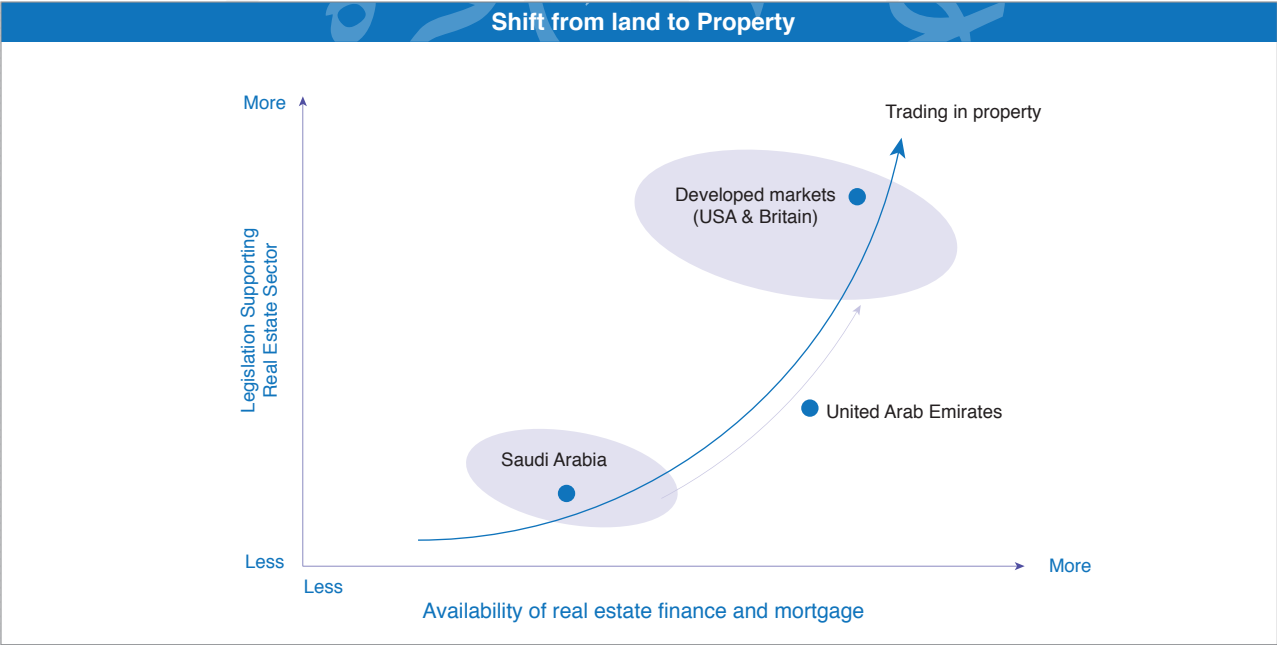 Shift from land to Property
More
Trading in property
Developed markets
(USA & Britain)
Legislation Supporting
Real Estate Sector
United Arab Emirates
Saudi Arabia
Less
Less
More
Availability of real estate finance and mortgage